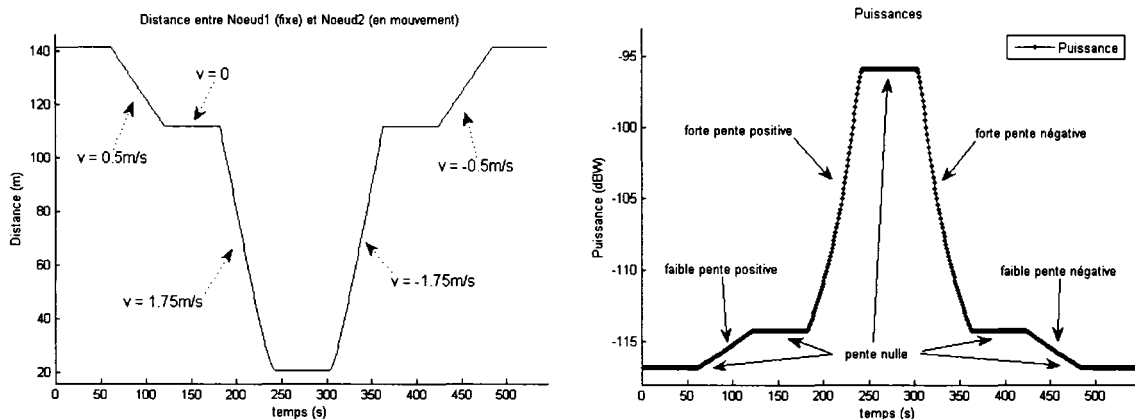 Distance entre Noeud1 (fixe) et Noeud2 (en mouvement)
140
120
100
80
60
40
20
Distance (m)
v = 0
v = 0.5m/s
v = -0.5m/s
v = 1.75m/s
v = -1.75m/s
0 50 100 150 200 250 300 350 400 450 500
temps (s)
Puissances
Puissance
-95
-100
-105
-110
-115
Puissance (dBW)
forte pente positive
forte pente négative
faible pente positive
faible pente négative
pente nulle
0 50 100 150 200 250 300 350 400 450 500
temps (s)